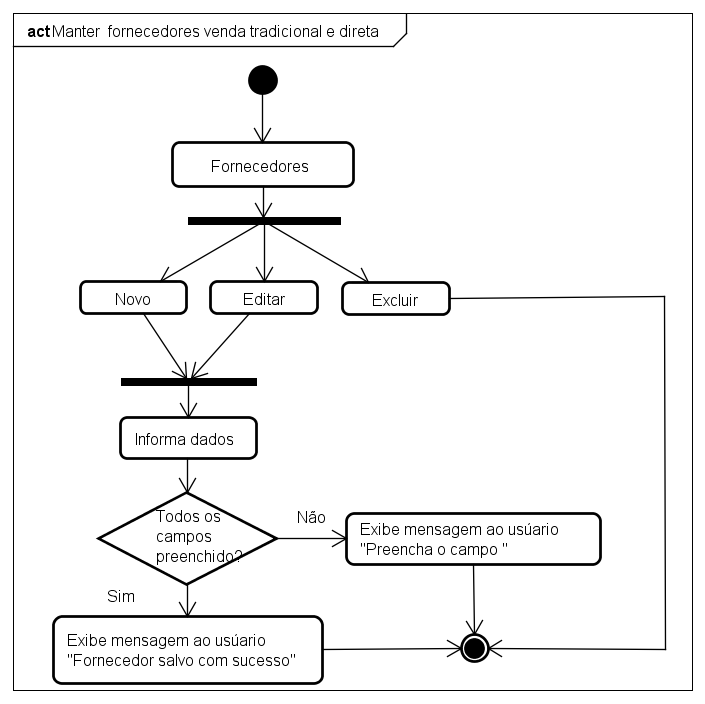 act Manter fornecedores venda tradicional e direta
Fornecedores
Novo
Editar
Excluir
Informa dados
Todos os
campos
preenchido?
Não
Exibe mensagem ao usúario
"Preencha o campo "
Sim
Exibe mensagem ao usúario
"Fornecedor salvo com sucesso"